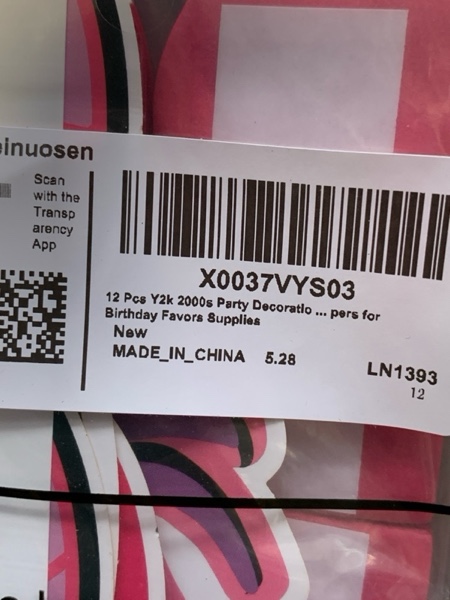 einuosen
Scan
with the
Transp
arency
App
X0037VYS03
12 Pcs Y2k 2000s Party Decoratio ... pers for
Birthday Favors Supplies
New
MADE_IN_CHINA 5.28
LN1393
12